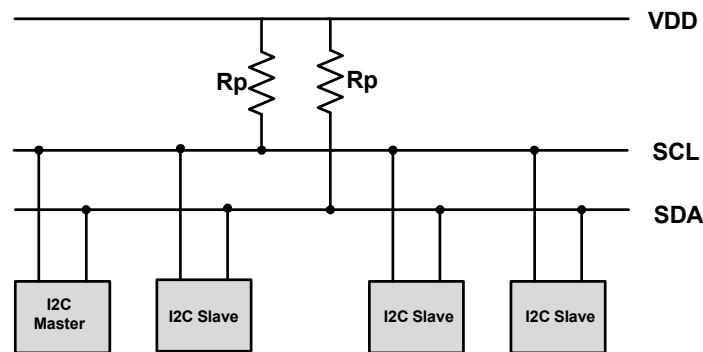 VDD
Rp Rp
SCL
SDA
I2C
Master
I2C Slave
I2C Slave
I2C Slave